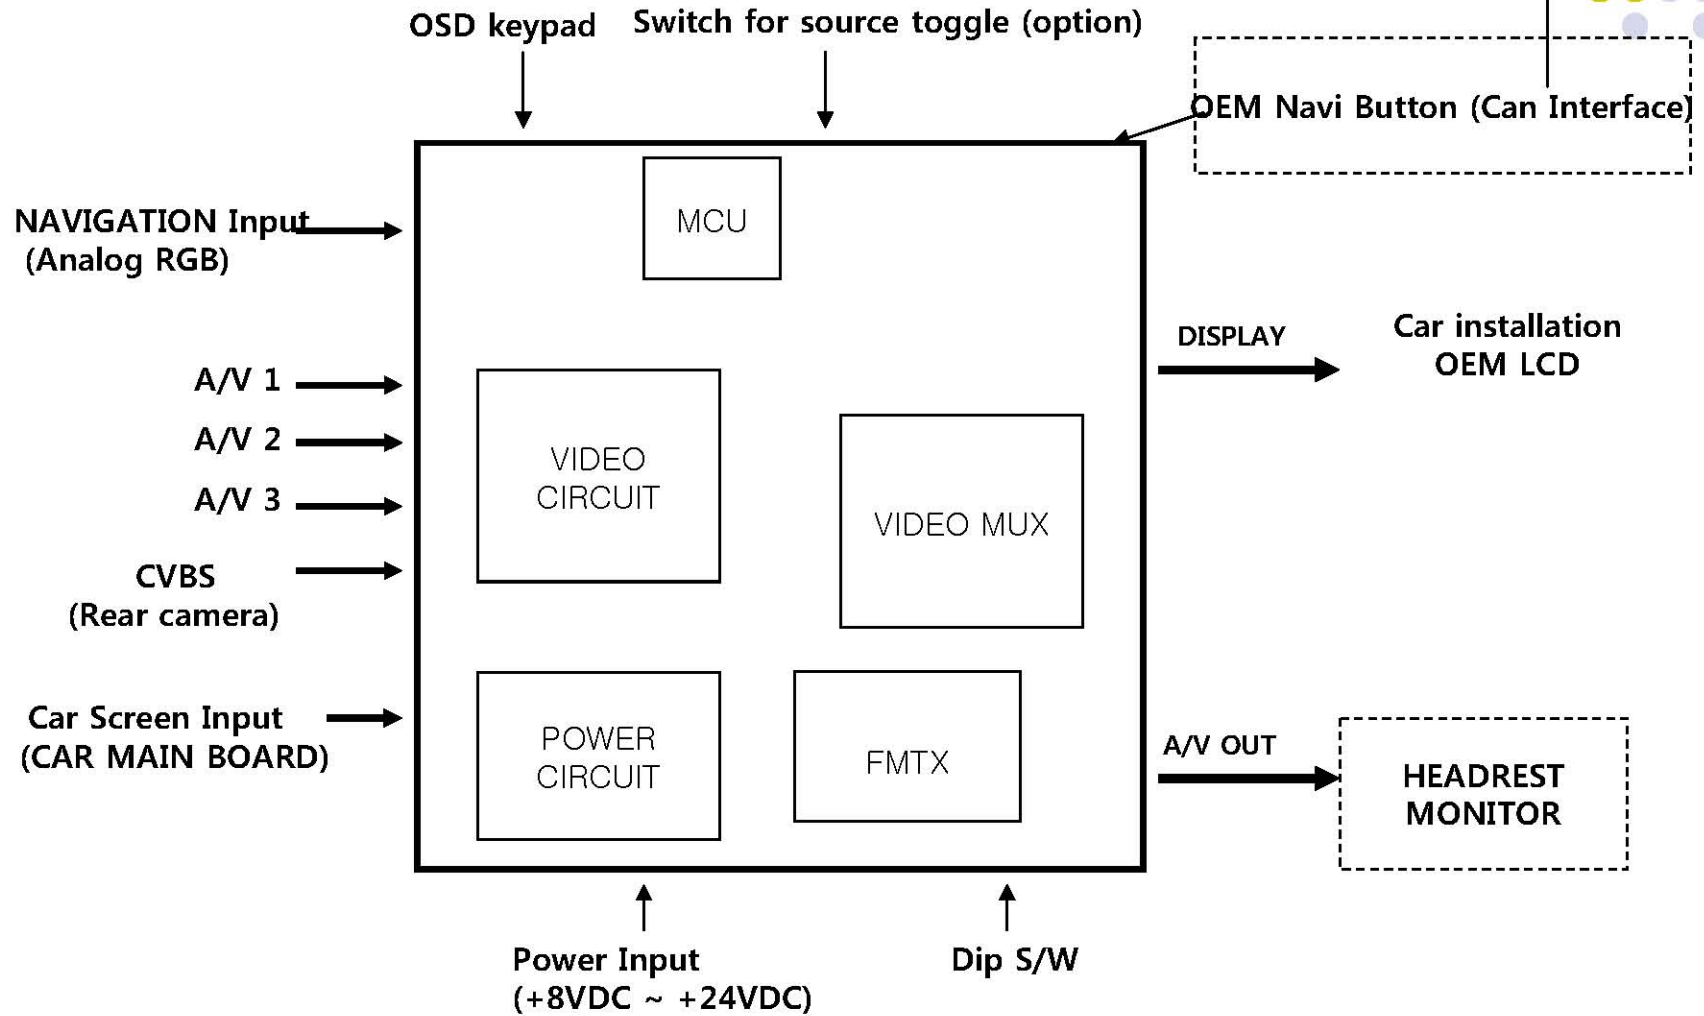 OSD keypad
Switch for source toggle (option)
OEM Navi Button (Can Interface)
MCU
NAVIGATION Input
(Analog RGB)
DISPLAY
Car installation
OEM LCD
A/V 1
A/V 2
A/V 3
VIDEO
CIRCUIT
VIDEO MUX
CVBS
(Rear camera)
Car Screen Input
(CAR MAIN BOARD)
POWER
CIRCUIT
FMTX
A/V OUT
HEADREST
MONITOR
Power Input
(+8VDC ~ +24VDC)
Dip S/W